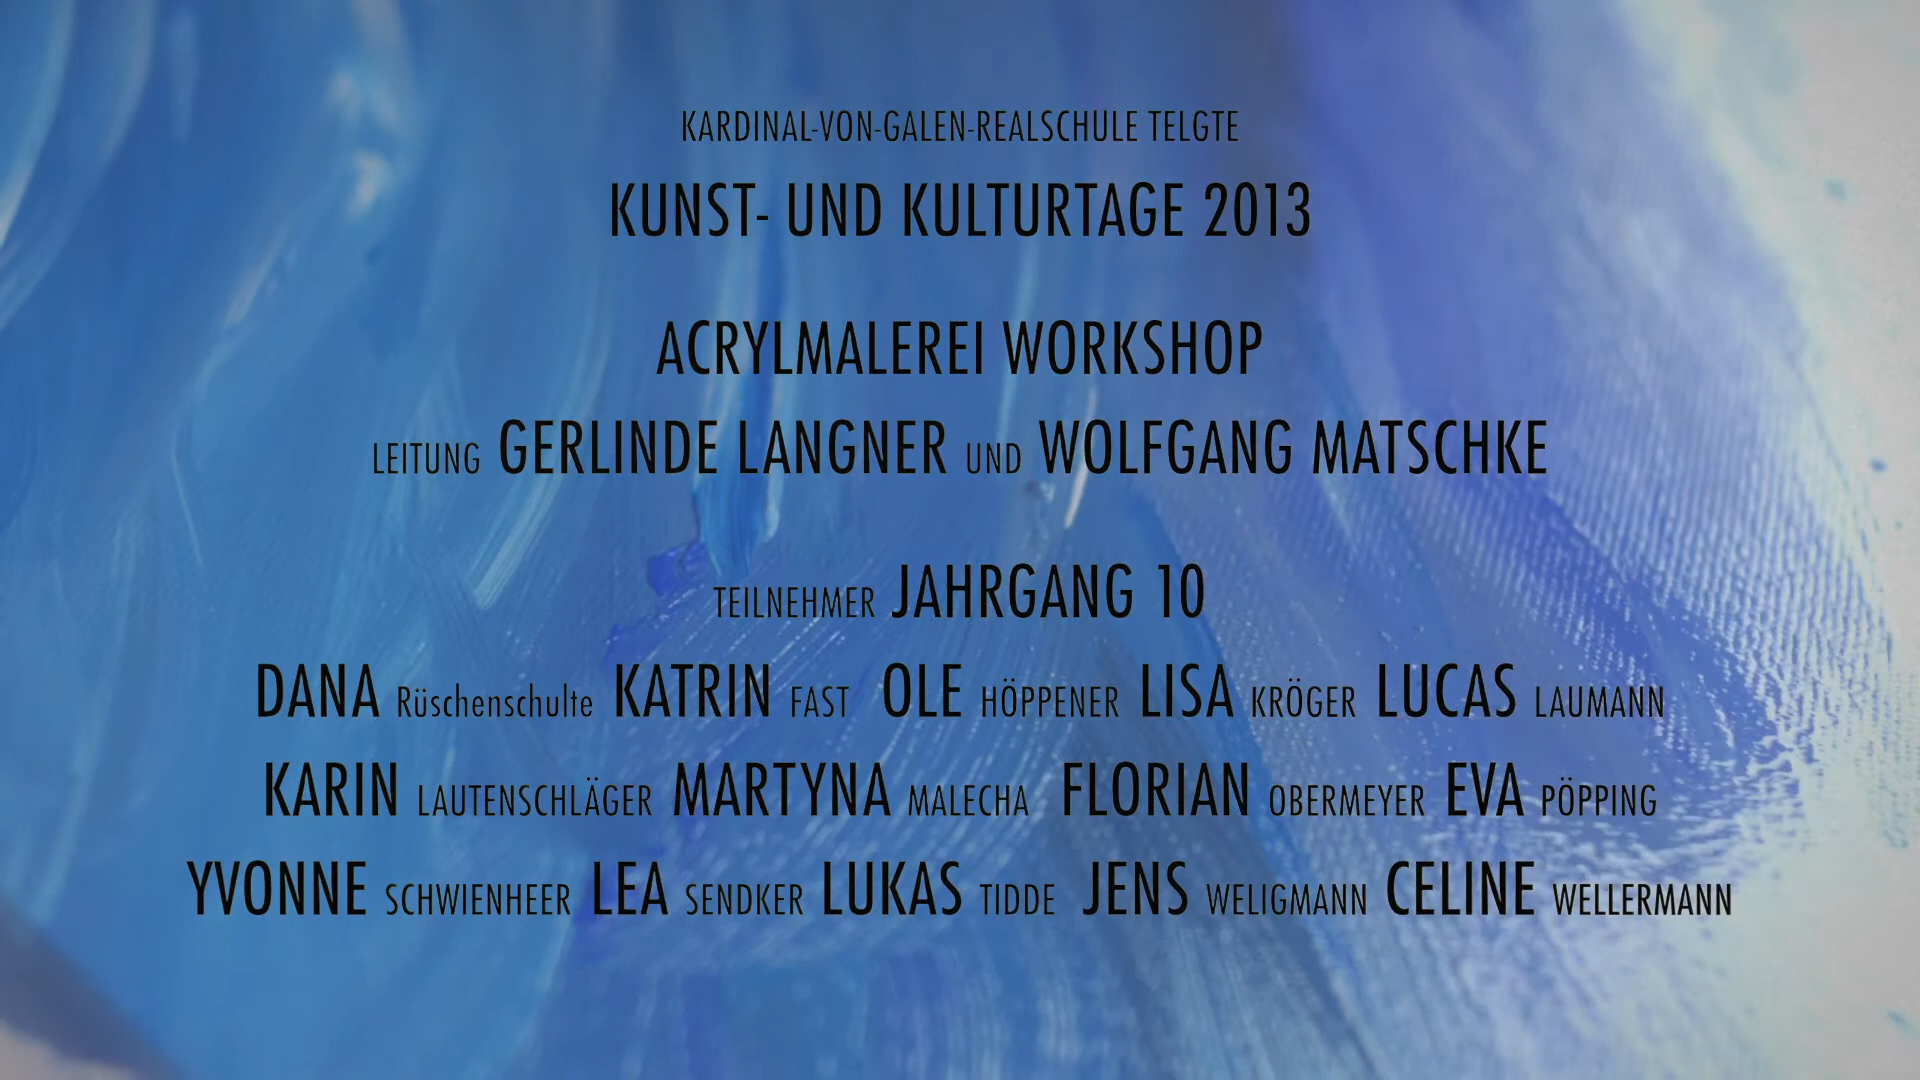 KARDINAL-VON-GALEN-REALSCHULE TELGTE
KUNST- UND KULTURTAGE 2013
ACRYLMALEREI WORKSHOP
LEITUNG GERLINDE LANGNER UND WOLFGANG MATSCHKE
TEILNEHMER JAHRGANG 10
DANA Rüschenschulte KATRIN FAST OLE HÖPPENER LISA KRÖGER LUCAS LAUMANN
KARIN LAUTENSCHLÄGER MARTYNA MALECHA FLORIAN OBERMEYER EVA PÖPPING
YVONNE SCHWIENHEER LEA SENDKER LUKAS TIDDE JENS WELIGMANN CELINE WELLERMANN